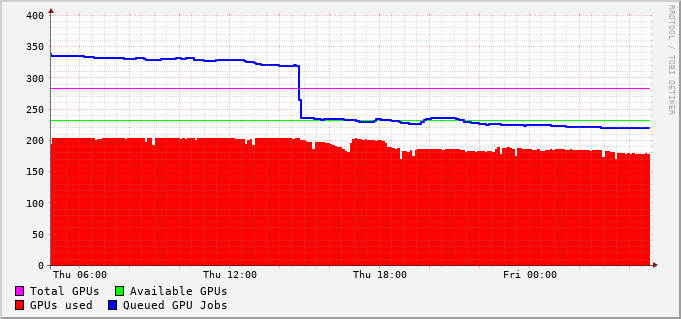 400
350
300
250
200
150
100
50
0
Thu 06:00 Thu 12:00 Thu 18:00 Fri 00:00
Total GPUs Available GPUs
GPUs used Queued GPU Jobs
RRDTOOL / TOBI OETIKER